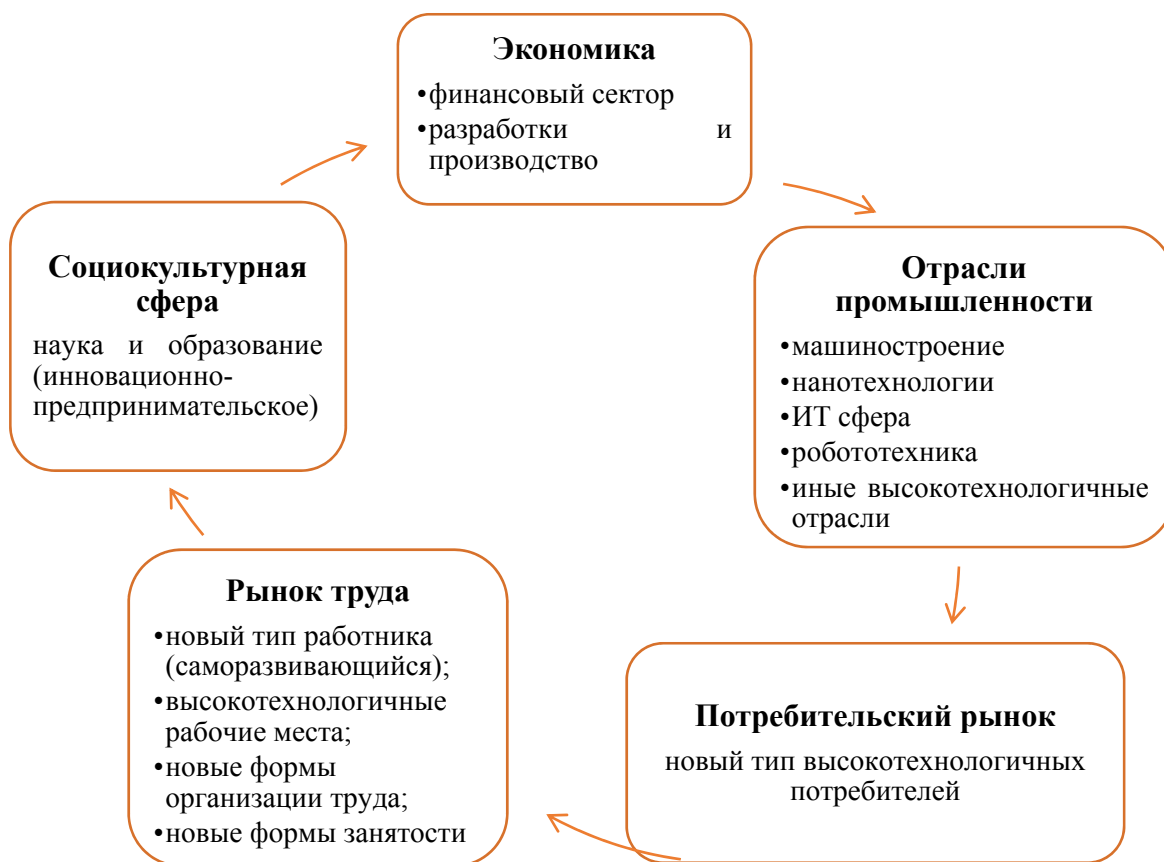 Экономика
•финансовый сектор
•разработки и
производство
Отрасли
промышленности
•машиностроение
•нанотехнологии
•ИТ сфера
•робототехника
•иные высокотехнологичные
отрасли
Потребительский рынок
новый тип высокотехнологичных
потребителей
Рынок труда
•новый тип работника
(саморазвивающийся);
•высокотехнологичные
рабочие места;
•новые формы
организации труда;
•новые формы занятости
Социокультурная
сфера
наука и образование
(инновационно-
предпринимательское)